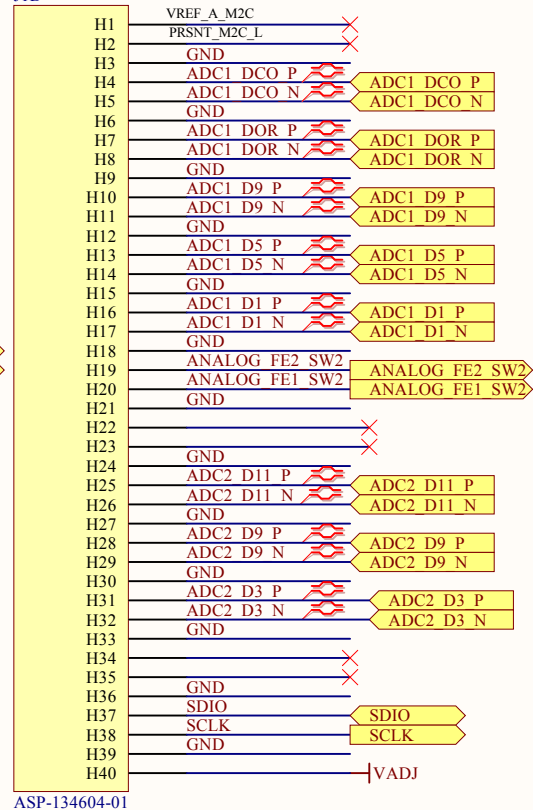 H1 VREF_A_M2C
H2 PRSNT_M2C_L
H3 GND
H4 ADC1_DCO_P ADC1_DCO_P
H5 ADC1_DCO_N ADC1_DCO_N
H6 GND
H7 ADC1_DOR_P ADC1_DOR_P
H8 ADC1_DOR_N ADC1_DOR_N
H9 GND
H10 ADC1_D9_P ADC1_D9_P
H11 ADC1_D9_N ADC1_D9_N
H12 GND
H13 ADC1_D5_P ADC1_D5_P
H14 ADC1_D5_N ADC1_D5_N
H15 GND
H16 ADC1_D1_P ADC1_D1_P
H17 ADC1_D1_N ADC1_D1_N
H18 GND
H19 ANALOG_FE2_SW2 ANALOG_FE2_SW2
H20 ANALOG_FE1_SW2 ANALOG_FE1_SW2
H21 GND
H22
H23
H24 GND
H25 ADC2_D11_P ADC2_D11_P
H26 ADC2_D11_N ADC2_D11_N
H27 GND
H28 ADC2_D9_P ADC2_D9_P
H29 ADC2_D9_N ADC2_D9_N
H30 GND
H31 ADC2_D3_P ADC2_D3_P
H32 ADC2_D3_N ADC2_D3_N
H33 GND
H34
H35
H36 GND
H37 SDIO SDIO
H38 SCLK SCLK
H39 GND
H40 VADJ
ASP-134604-01